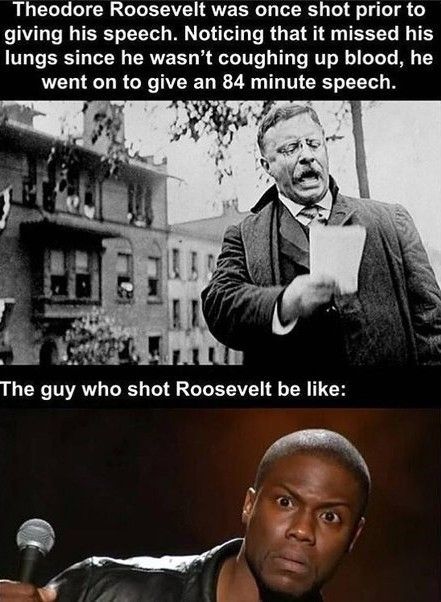 Theodore Roosevelt was once shot prior to
giving his speech. Noticing that it missed his
lungs since he wasn't coughing up blood, he
went on to give an 84 minute speech.
The guy who shot Roosevelt be like: